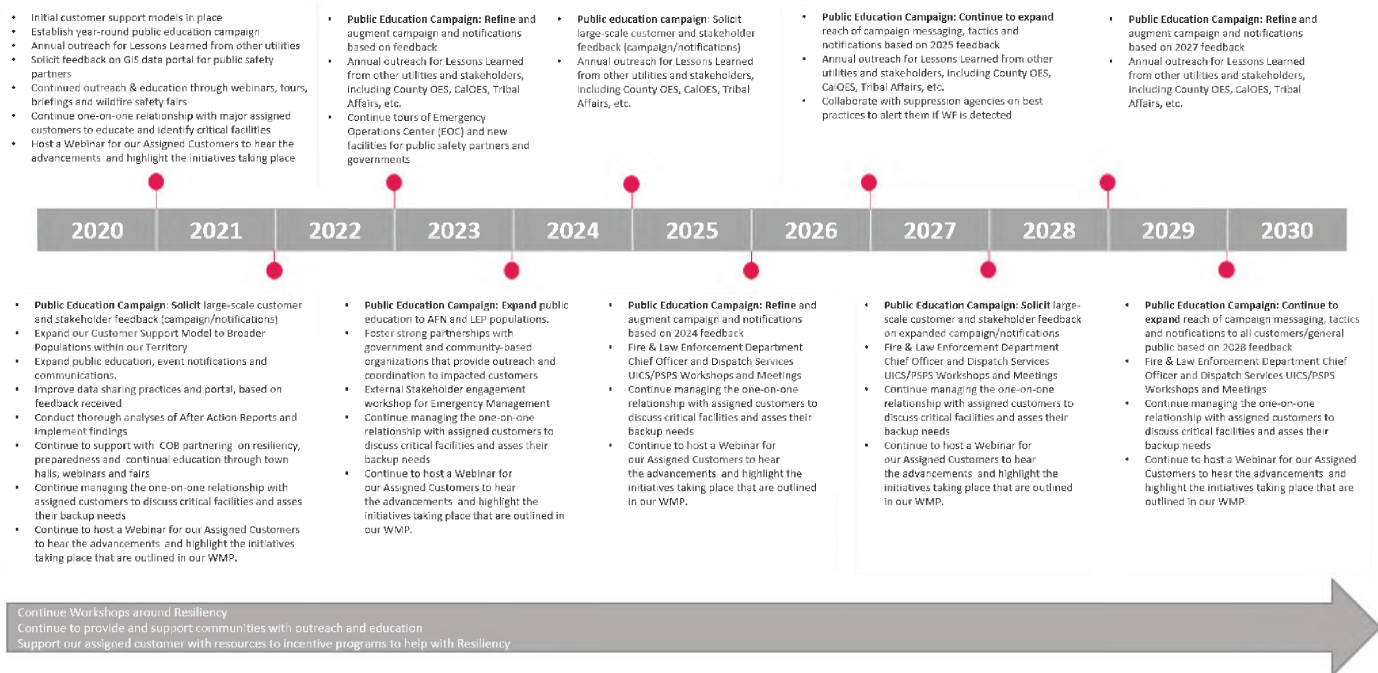 • Initial customer support models in place
• Establish year-round public education campaign
• Annual outreach for Lessons Learned from other utilities
• Solicit feedback on GIS data portal for public safety
partners
• Continued outreach & education through webinars, tours,
briefings and wildfire safety fairs
• Continue one-on-one relationship with major assigned
customers to educate and identify critical facilities
• Host a Webinar for our Assigned Customers to hear the
advancements and highlight the initiatives taking place
• Public Education Campaign: Refine and
augment campaign and notifications
based on feedback
• Annual outreach for Lessons Learned
from other utilities and stakeholders,
including County OES, CalOES, Tribal
Affairs, etc.
• Continue tours of Emergency
Operations Center (EOC) and new
facilities for public safety partners and
governments
• Public education campaign: Solicit
large-scale customer and stakeholder
feedback (campaign/notifications)
• Annual outreach for Lessons Learned
from other utilities and stakeholders,
including County OES, CalOES, Tribal
Affairs, etc.
• Public Education Campaign: Continue to expand
reach of campaign messaging, tactics and
notifications based on 2025 feedback
• Annual outreach for Lessons Learned from other
utilities and stakeholders, including County OES,
CalOES, Tribal Affairs, etc.
• Collaborate with suppression agencies on best
practices to alert them if WF is detected
• Public Education Campaign: Refine and
augment campaign and notifications
based on 2027 feedback
• Annual outreach for Lessons Learned
from other utilities and stakeholders,
including County OES, CalOES, Tribal
Affairs, etc.
2020 2021 2022 2023 2024 2025 2026 2027 2028 2029 2030
• Public Education Campaign: Solicit large-scale customer
and stakeholder feedback (campaign/notifications)
• Expand our Customer Support Model to Broader
Populations within our Territory
• Expand public education, event notifications and
communications.
• Improve data sharing practices and portal, based on
feedback received
• Conduct thorough analyses of After Action Reports and
implement findings
• Continue to support with COB partnering on resiliency,
preparedness and continual education through town
halls, webinars and fairs
• Continue managing the one-on-one relationship with
assigned customers to discuss critical facilities and asses
their backup needs
• Continue to host a Webinar for our Assigned Customers
to hear the advancements and highlight the initiatives
taking place that are outlined in our WMP.
• Public Education Campaign: Expand public
education to AFN and LEP populations.
• Foster strong partnerships with
government and community-based
organizations that provide outreach and
coordination to impacted customers
• External Stakeholder engagement
workshop for Emergency Management
• Continue managing the one-on-one
relationship with assigned customers to
discuss critical facilities and asses their
backup needs
• Continue to host a Webinar for
our Assigned Customers to hear
the advancements and highlight the
initiatives taking place that are outlined in
our WMP.
• Public Education Campaign: Refine and
augment campaign and notifications
based on 2024 feedback
• Fire & Law Enforcement Department
Chief Officer and Dispatch Services
UICS/PSPS Workshops and Meetings
• Continue managing the one-on-one
relationship with assigned customers to
discuss critical facilities and asses their
backup needs
• Continue to host a Webinar for
our Assigned Customers to hear
the advancements and highlight the
initiatives taking place that are outlined
in our WMP.
• Public Education Campaign: Solicit large-
scale customer and stakeholder feedback
on expanded campaign/notifications
• Fire & Law Enforcement Department
Chief Officer and Dispatch Services
UICS/PSPS Workshops and Meetings
• Continue managing the one-on-one
relationship with assigned customers to
discuss critical facilities and asses their
backup needs
• Continue to host a Webinar for
our Assigned Customers to hear
the advancements and highlight the
initiatives taking place that are outlined
in our WMP.
• Public Education Campaign: Continue to
expand reach of campaign messaging, tactics
and notifications to all customers/general
public based on 2028 feedback
• Fire & Law Enforcement Department Chief
Officer and Dispatch Services UICS/PSPS
Workshops and Meetings
• Continue managing the one-on-one
relationship with assigned customers to
discuss critical facilities and asses their
backup needs
• Continue to host a Webinar for our Assigned
Customers to hear the advancements and
highlight the initiatives taking place that are
outlined in our WMP.
Continue Workshops around Resiliency
Continue to provide and support communities with outreach and education
Support our assigned customer with resources to incentive programs to help with Resiliency